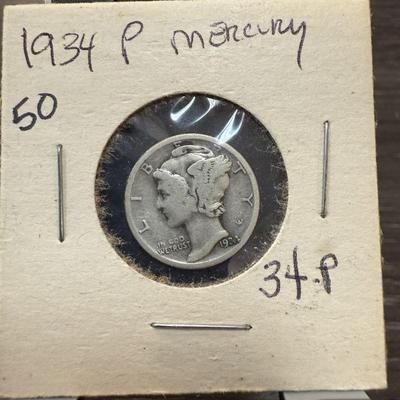 1934 P Mercury
50
LIBERTY
IN GOD
WE TRUST
34-P